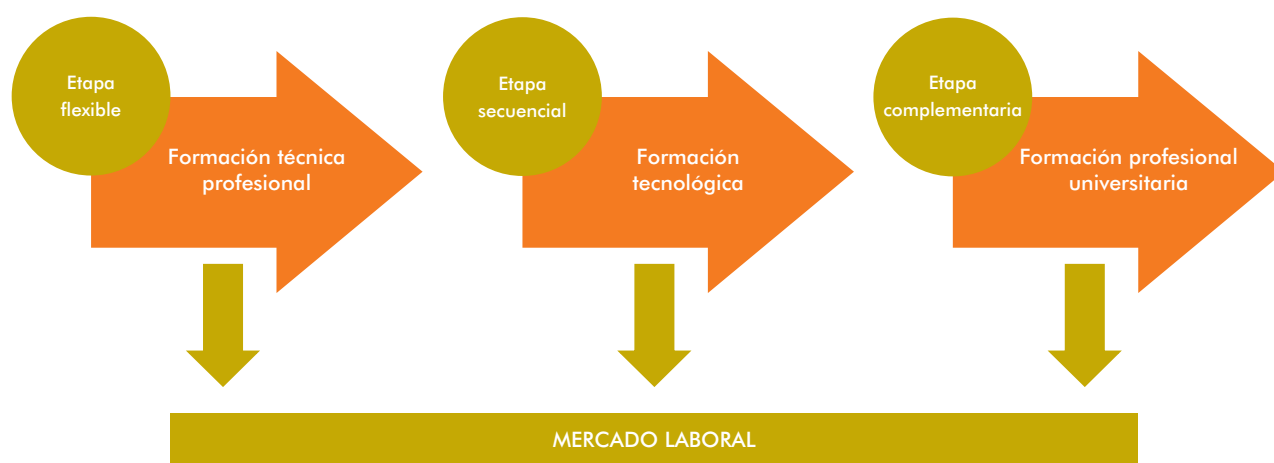 Etapa
flexible
Formación técnica
profesional
Etapa
secuencial
Formación
tecnológica
Etapa
complementaria
Formación profesional
universitaria
MERCADO LABORAL